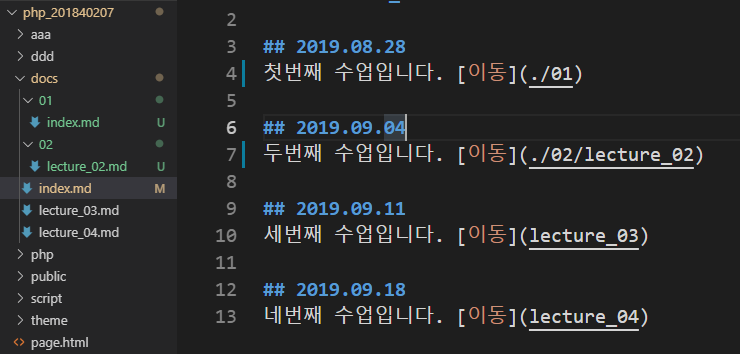 php_201840207
aaa
ddd
docs
01
index.md U
02
lecture_02.md U
index.md M
lecture_03.md
lecture_04.md
php
public
script
theme
page.html
2
3 ## 2019.08.28
4 첫번째 수업입니다. [이동](./01)
5
6 ## 2019.09.04
7 두번째 수업입니다. [이동](./02/lecture_02)
8
9 ## 2019.09.11
10 세번째 수업입니다. [이동](lecture_03)
11
12 ## 2019.09.18
13 네번째 수업입니다. [이동](lecture_04)